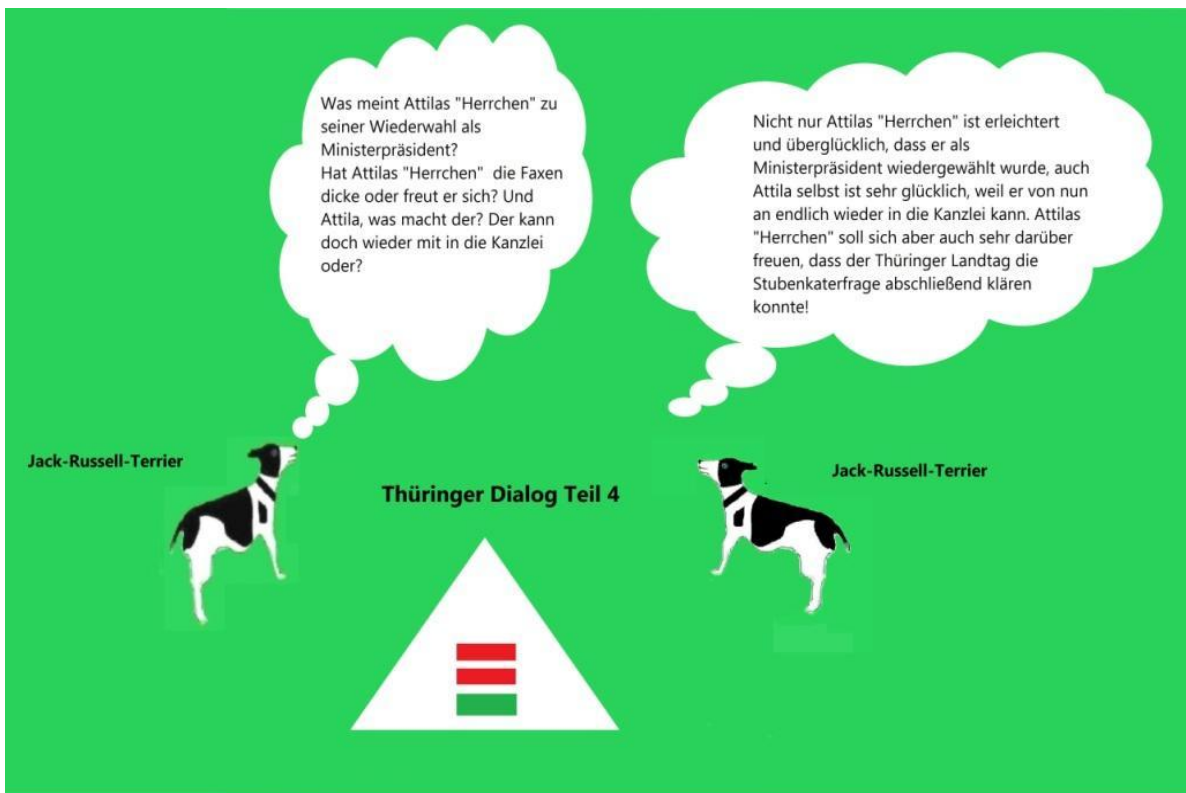 Was meint Attilas "Herrchen" zu
seiner Wiederwahl als
Ministerpräsident?
Hat Attilas "Herrchen"  die Faxen
dicke oder freut er sich? Und
Attila, was macht der? Der kann
doch wieder mit in die Kanzlei
oder?
Nicht nur Attilas "Herrchen" ist erleichtert
und überglücklich, dass er als
Ministerpräsident wiedergewählt wurde, auch
Attila selbst ist sehr glücklich, weil er von nun
an endlich wieder in die Kanzlei kann. Attilas
"Herrchen" soll sich aber auch sehr darüber
freuen, dass der Thüringer Landtag die
Stubenkaterfrage abschließend klären
konnte!
Jack-Russell-Terrier
Jack-Russell-Terrier
Thüringer Dialog Teil 4